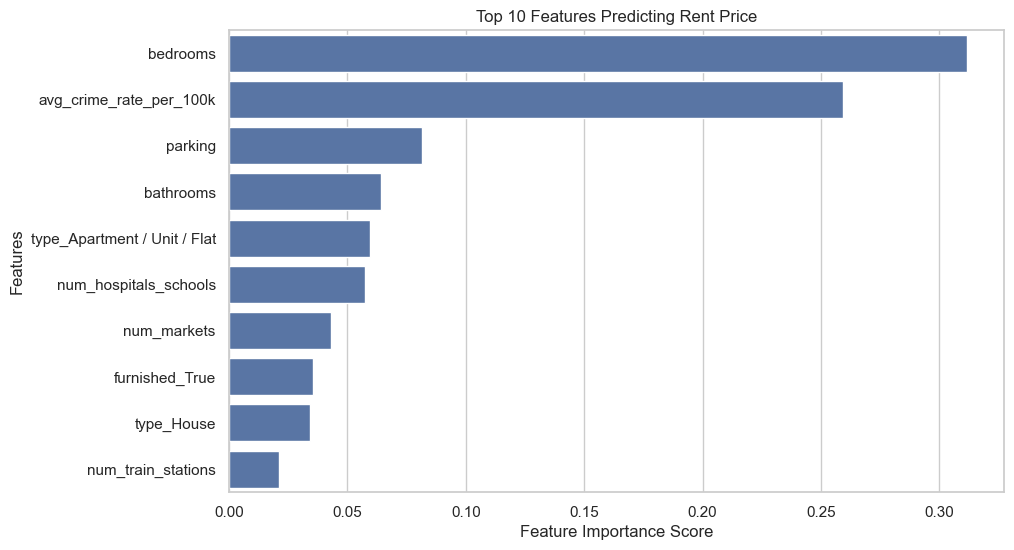 Top 10 Features Predicting Rent Price
Features
bedrooms
avg_crime_rate_per_100k
parking
bathrooms
type_Apartment / Unit / Flat
num_hospitals_schools
num_markets
furnished_True
type_House
num_train_stations
0.00 0.05 0.10 0.15 0.20 0.25 0.30
Feature Importance Score